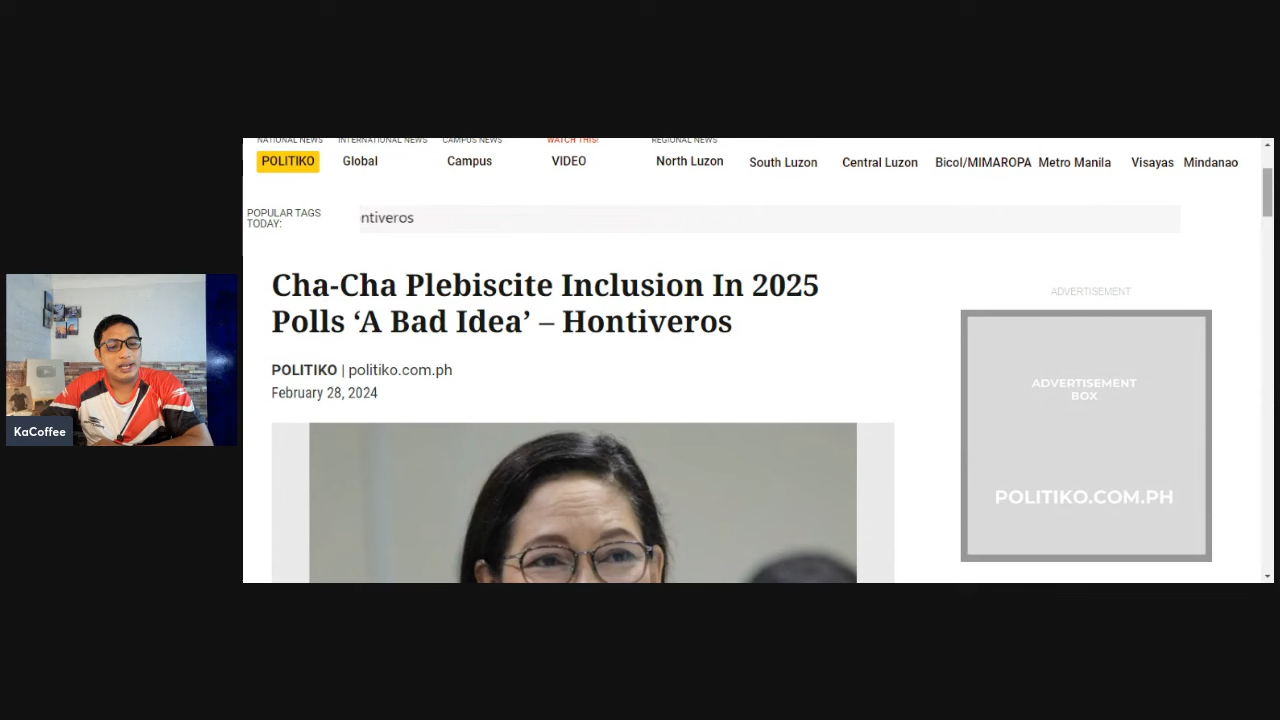 NATIONAL NEWS INTERNATIONAL NEWS CAMPUS NEWS WATCH THIS! REGIONAL NEWS
POLITIKO Global Campus VIDEO North Luzon South Luzon Central Luzon Bicol/MIMAROPA Metro Manila Visayas Mindanao
POPULAR TAGS
TODAY:
ntiveros
Cha-Cha Plebiscite Inclusion In 2025
Polls ‘A Bad Idea’ – Hontiveros
POLITIKO | politiko.com.ph
February 28, 2024
ADVERTISEMENT
ADVERTISEMENT
BOX
POLITIKO.COM.PH
KaCoffee